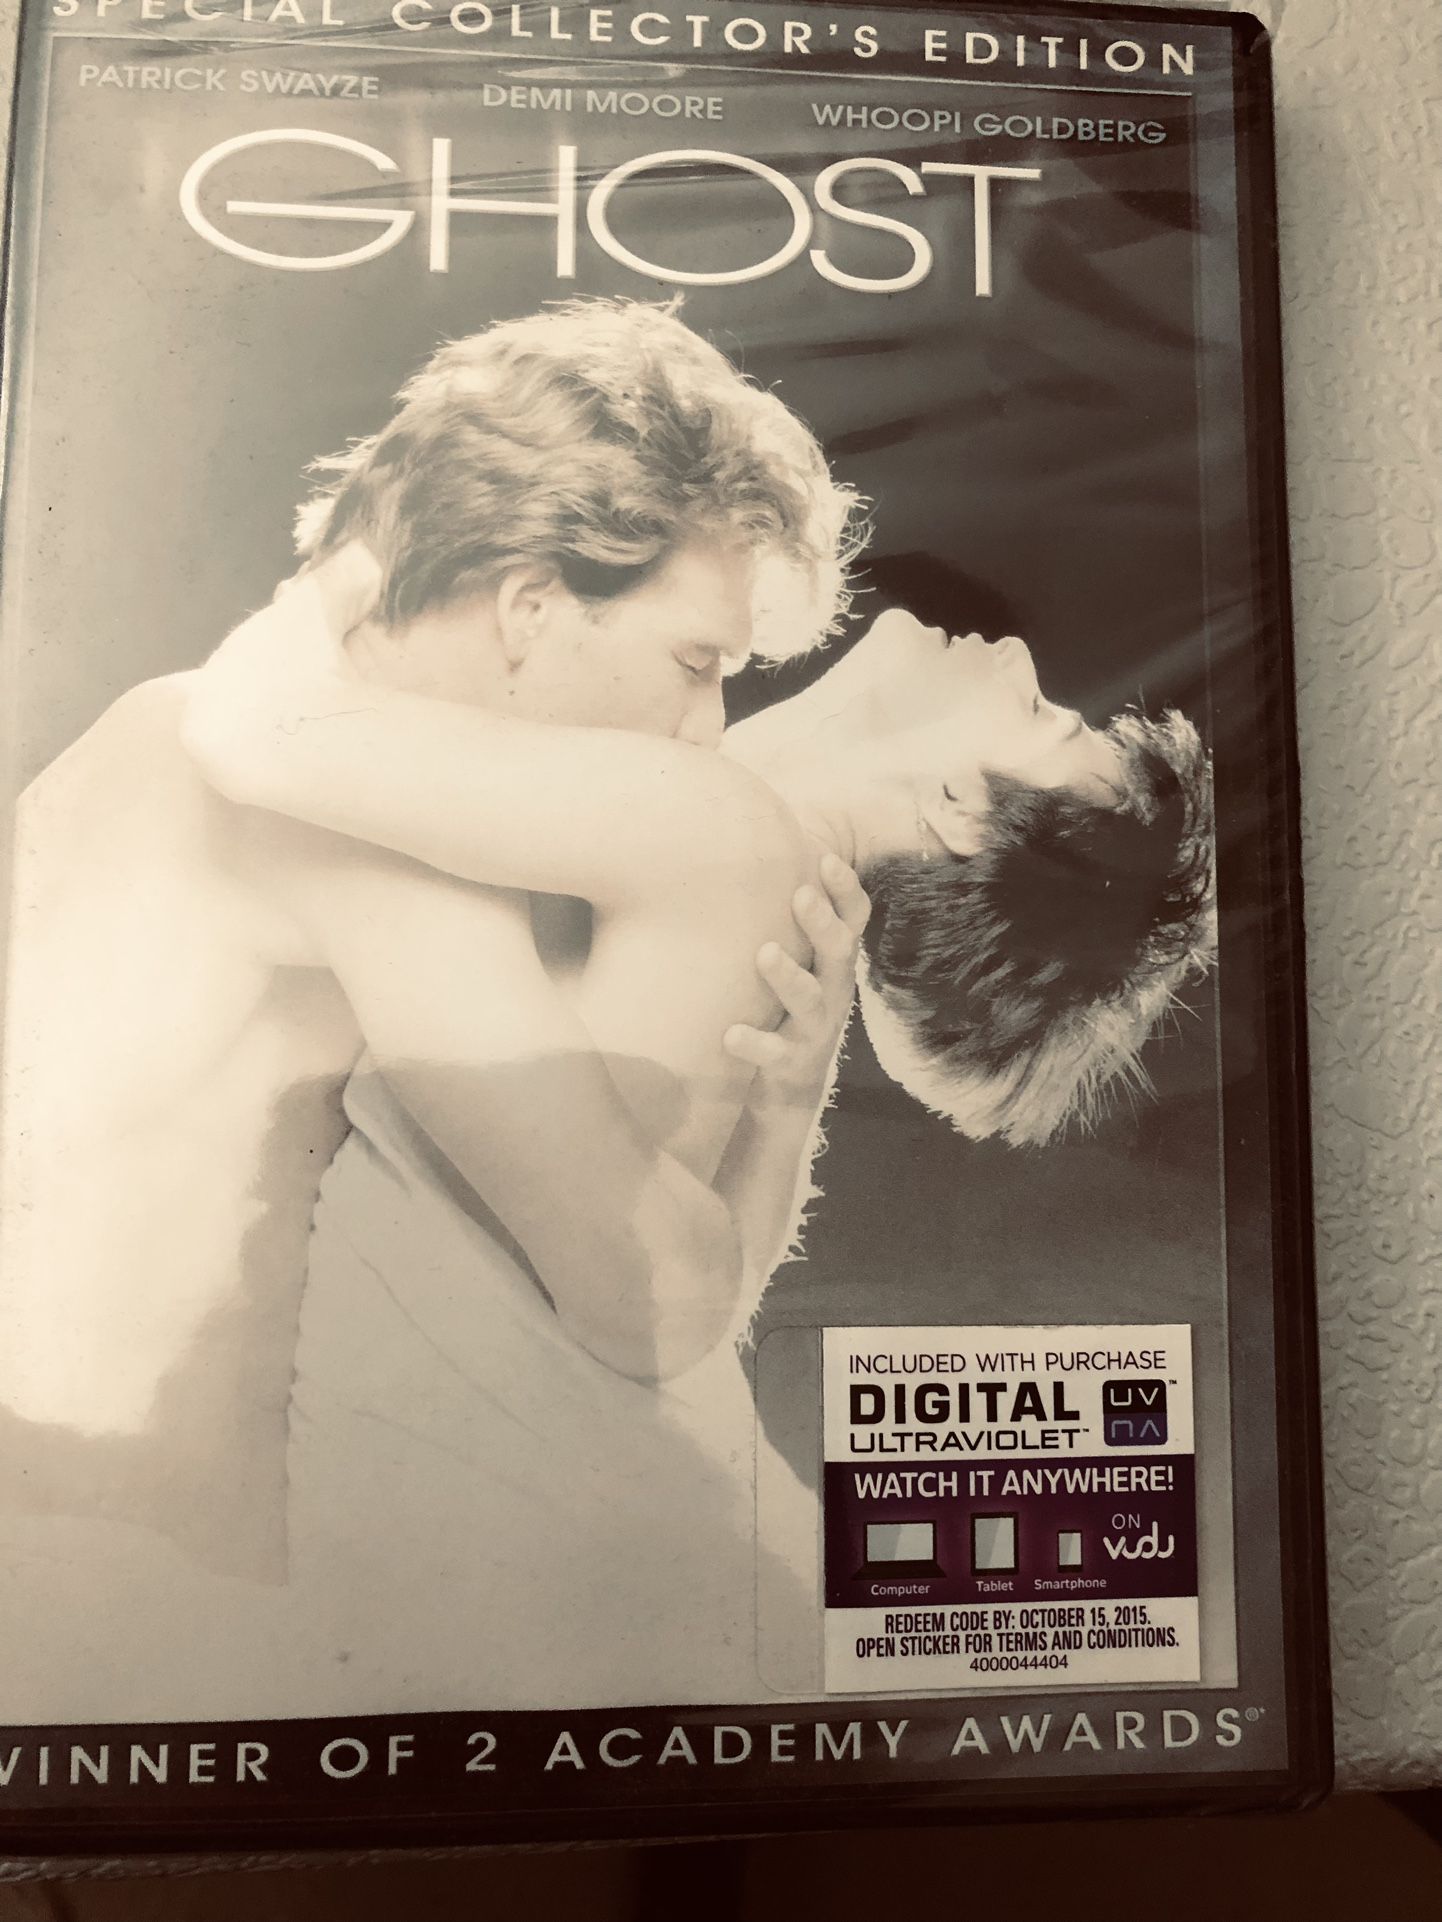 SPECIAL COLLECTOR'S EDITION
PATRICK SWAYZE DEMI MOORE WHOOPI GOLDBERG
GHOST
INCLUDED WITH PURCHASE
DIGITAL UV™
ULTRAVIOLET™
WATCH IT ANYWHERE!
ON
vudu
Computer Tablet Smartphone
REDEEM CODE BY: OCTOBER 15, 2015.
OPEN STICKER FOR TERMS AND CONDITIONS.
4000044404
WINNER OF 2 ACADEMY AWARDS®*